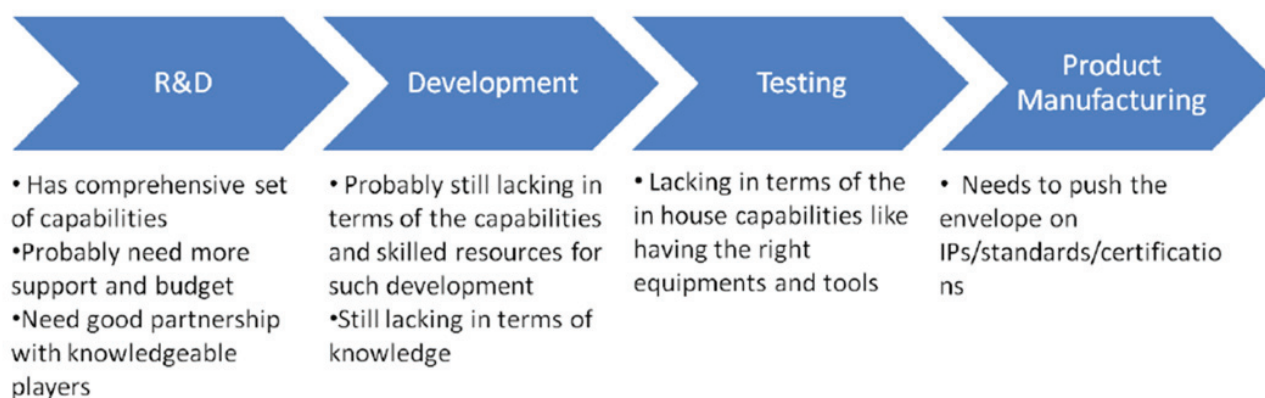 R&D
Development
Testing
Product
Manufacturing
• Has comprehensive set
of capabilities
•Probably need more
support and budget
•Need good partnership
with knowledgeable
players
• Probably still lacking in
terms of the capabilities
and skilled resources for
such development
•Still lacking in terms of
knowledge
• Lacking in terms of the
in house capabilities like
having the right
equipments and tools
• Needs to push the
envelope on
IPs/standards/certificatio
ns